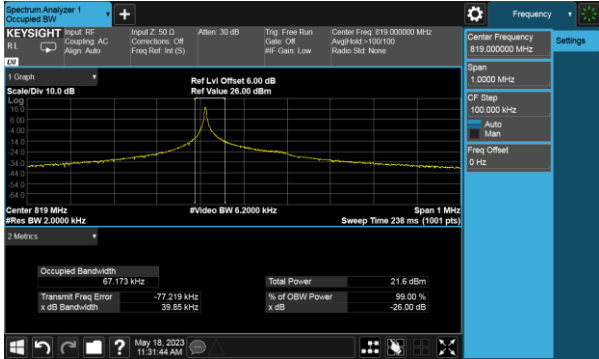 Spectrum Analyzer 1
Occupied BW
Frequency
KEYSIGHT
RL
Input: RF
Coupling: AC
Align: Auto
Input Z: 50 Ω
Corrections: Off
Freq Ref: Int (S)
Atten: 30 dB
Trig: Free Run
Gate: Off
#IF Gain: Low
Center Freq: 819.000000 MHz
Avg|Hold:>100/100
Radio Std: None
Center Frequency
819.000000 MHz
Settings
Span
1.0000 MHz
CF Step
100.000 kHz
Auto
Man
Freq Offset
0 Hz
1 Graph
Scale/Div 10.0 dB
Ref Lvl Offset 6.00 dB
Ref Value 26.00 dBm
Log
16.0
6.00
-4.00
-14.0
-24.0
-34.0
-44.0
-54.0
-64.0
Center 819 MHz
#Res BW 2.0000 kHz
#Video BW 6.2000 kHz
Span 1 MHz
Sweep Time 238 ms (1001 pts)
2 Metrics
Occupied Bandwidth
67.173 kHz
Total Power 21.6 dBm
Transmit Freq Error -77.219 kHz
% of OBW Power 99.00 %
x dB Bandwidth 39.85 kHz
x dB -26.00 dB
?
May 18, 2023
11:31:44 AM